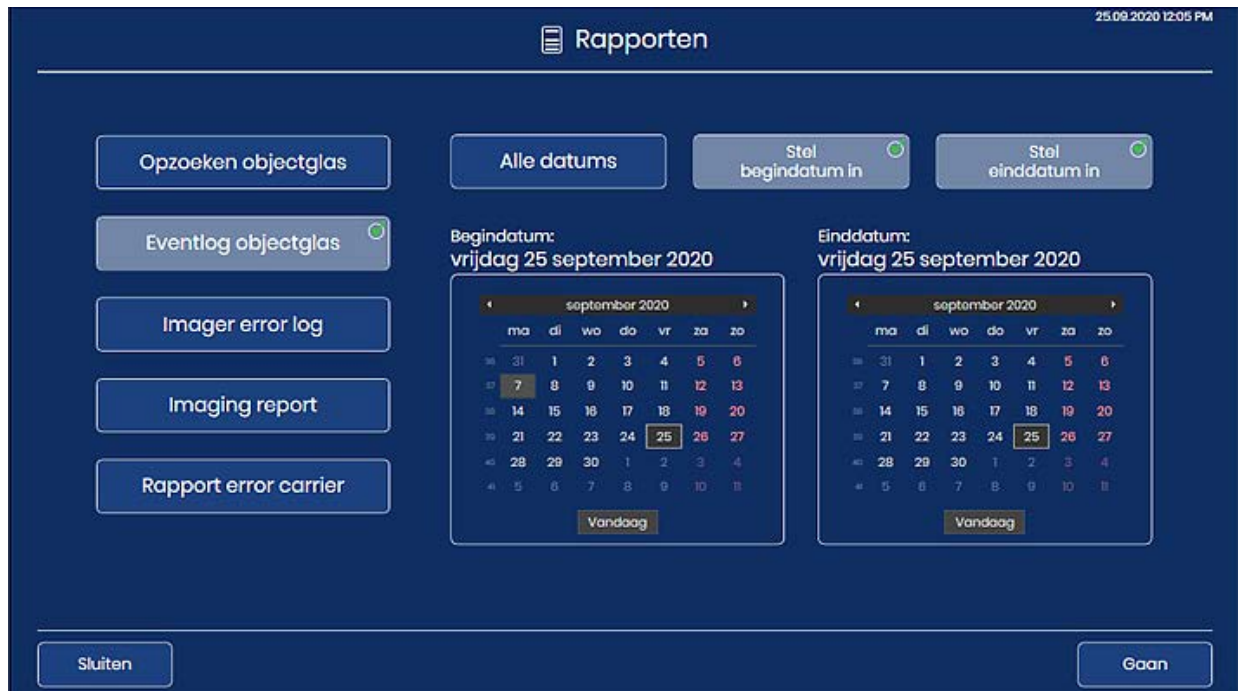 25.09.2020 12:05 PM
Rapporten
Opzoeken objectglas
Eventlog objectglas
Imager error log
Imaging report
Rapport error carrier
Alle datums
Stel
begindatum in
Stel
einddatum in
Begindatum:
vrijdag 25 september 2020
september 2020
ma di wo do vr za zo
31 1 2 3 4 5 6
37 7 8 9 10 11 12 13
14 15 16 17 18 19 20
21 22 23 24 25 26 27
40 28 29 30 1 2 3 4
41 5 6 7 8 9 10 11
Vandaag
Einddatum:
vrijdag 25 september 2020
september 2020
ma di wo do vr za zo
31 1 2 3 4 5 6
7 8 9 10 11 12 13
14 15 16 17 18 19 20
21 22 23 24 25 26 27
40 28 29 30 1 2 3 4
5 6 7 8 9 10 11
Vandaag
Sluiten
Gaan